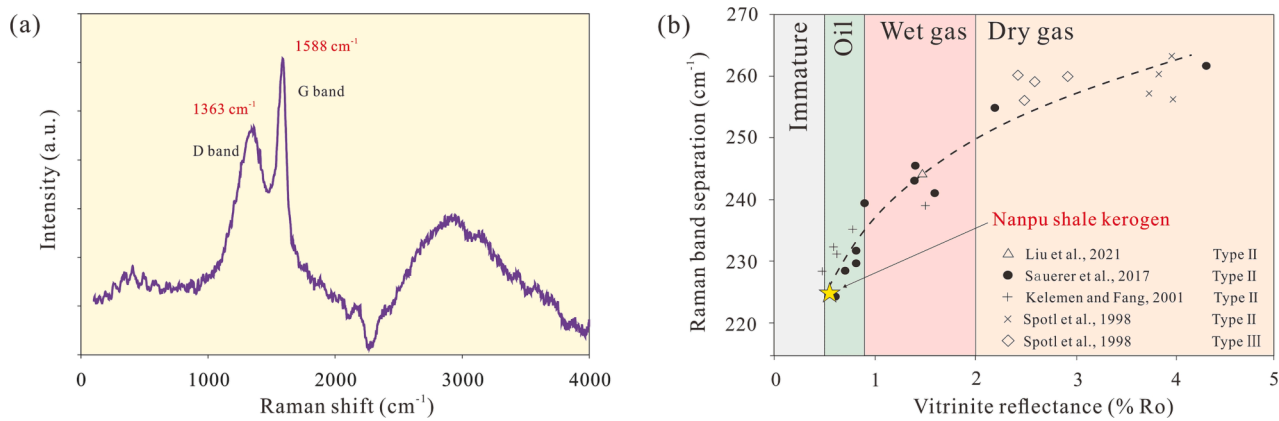 (a)
1588 cm⁻¹
G band
1363 cm⁻¹
D band
Intensity (a.u.)
0 1000 2000 3000 4000
Raman shift (cm⁻¹)
(b)
270
260
250
240
230
220
Raman band separation (cm⁻¹)
Immature
Oil
Wet gas
Dry gas
Nanpu shale kerogen
Liu et al., 2021 Type II
Sauerer et al., 2017 Type II
Kelemen and Fang, 2001 Type II
Spotl et al., 1998 Type II
Spotl et al., 1998 Type III
0 1 2 3 4 5
Vitrinite reflectance (% Ro)